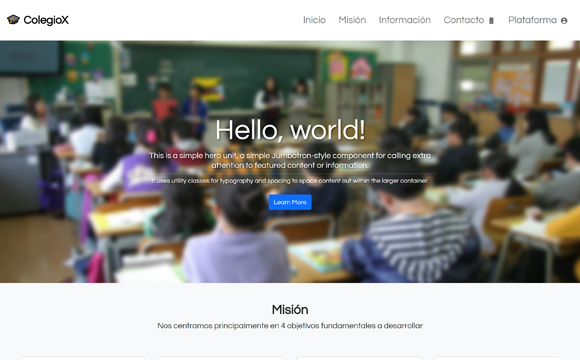 ColegioX
Inicio Misión Información Contacto Plataforma
Hello, world!
This is a simple hero unit, a simple Jumbotron-style component for calling extra
attention to featured content or information.
It uses utility classes for typography and spacing to space content out within the larger container.
Learn More
Misión
Nos centramos principalmente en 4 objetivos fundamentales a desarrollar